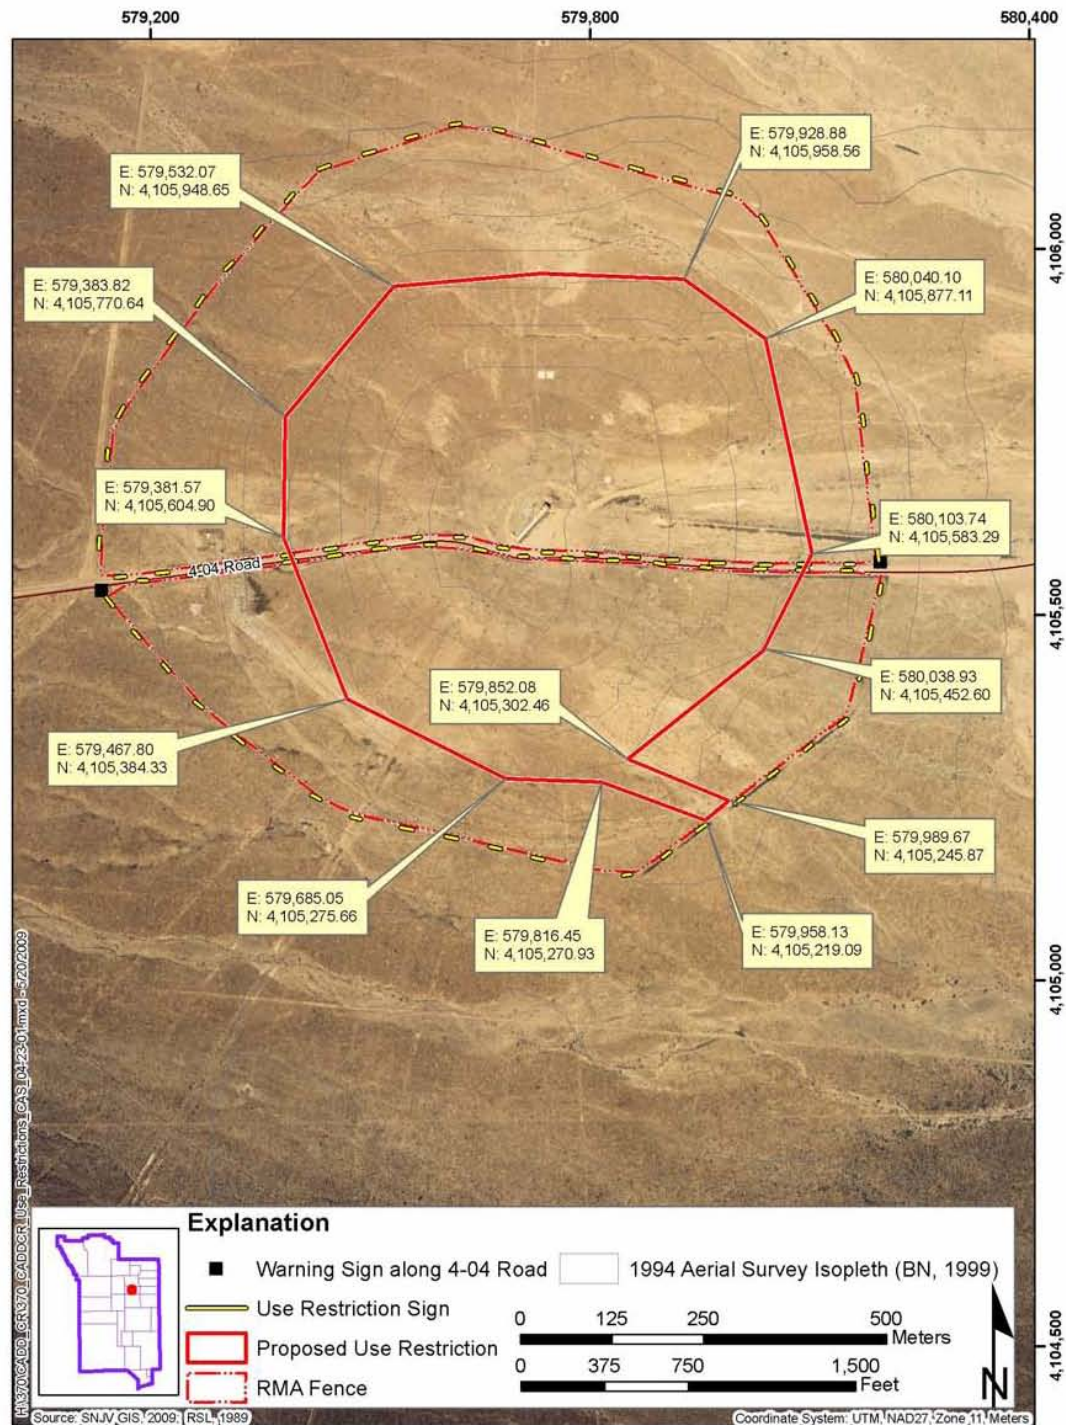 579,200
579,800
580,400
E: 579,928.88
N: 4,105,958.56
E: 579,532.07
N: 4,105,948.65
4,106,000
E: 579,383.82
N: 4,105,770.64
E: 580,040.10
N: 4,105,877.11
E: 579,381.57
N: 4,105,604.90
E: 580,103.74
N: 4,105,583.29
4-04 Road
4,105,500
E: 579,852.08
N: 4,105,302.46
E: 580,038.93
N: 4,105,452.60
E: 579,467.80
N: 4,105,384.33
E: 579,989.67
N: 4,105,245.87
E: 579,685.05
N: 4,105,275.66
E: 579,816.45
N: 4,105,270.93
E: 579,958.13
N: 4,105,219.09
4,105,000
H:\370\CADD_CR\370_CADDCR_Use_Restrictions_CAS_04-23-01.mxd - 5/20/2009
Explanation
Warning Sign along 4-04 Road
1994 Aerial Survey Isopleth (BN, 1999)
Use Restriction Sign
Proposed Use Restriction
RMA Fence
0 125 250 500
Meters
0 375 750 1,500
Feet
N
4,104,500
Source: SNJV GIS, 2009; RSL, 1989
Coordinate System: UTM, NAD27, Zone 11, Meters